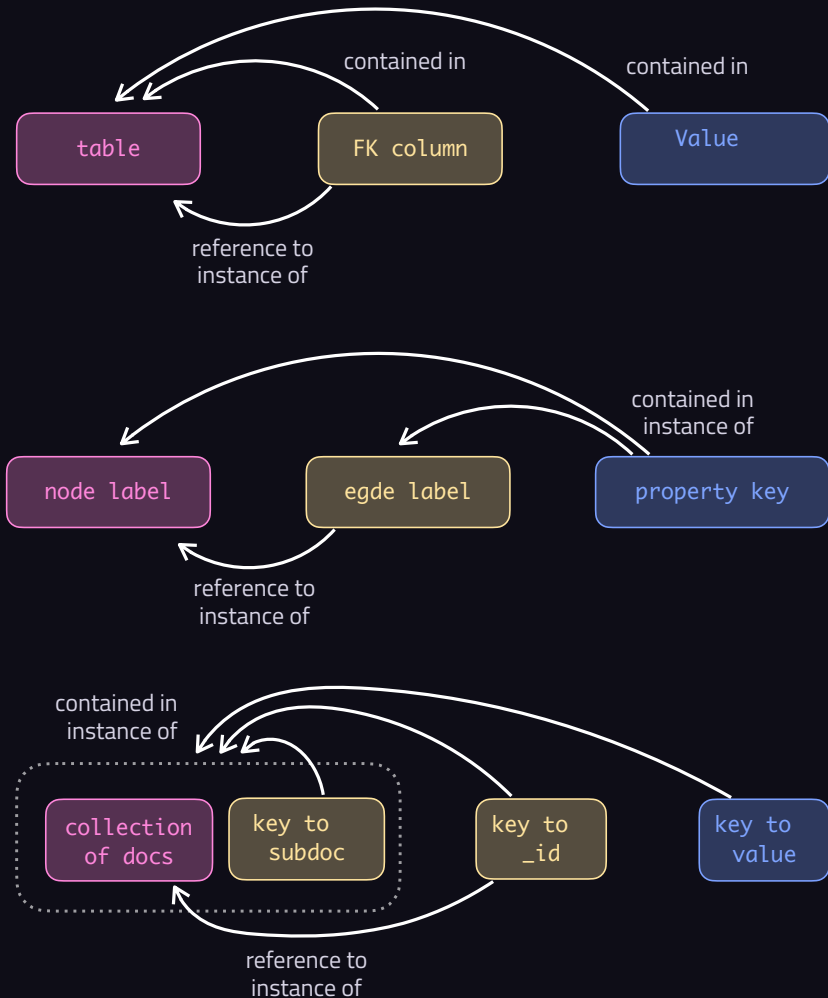 contained in
contained in
table
FK column
Value
reference to
instance of
contained in
instance of
node label
egde label
property key
reference to
instance of
contained in
instance of
collection
of docs
key to
subdoc
key to
_id
key to
value
reference to
instance of